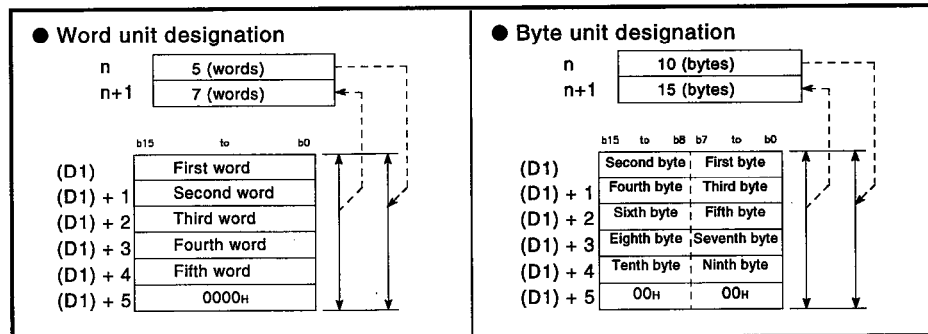 ● Word unit designation
n 5 (words)
n+1 7 (words)
b15 to b0
(D1) First word
(D1) + 1 Second word
(D1) + 2 Third word
(D1) + 3 Fourth word
(D1) + 4 Fifth word
(D1) + 5 0000H
● Byte unit designation
n 10 (bytes)
n+1 15 (bytes)
b15 to b8 b7 to b0
(D1) Second byte First byte
(D1) + 1 Fourth byte Third byte
(D1) + 2 Sixth byte Fifth byte
(D1) + 3 Eighth byte Seventh byte
(D1) + 4 Tenth byte Ninth byte
(D1) + 5 00H 00H